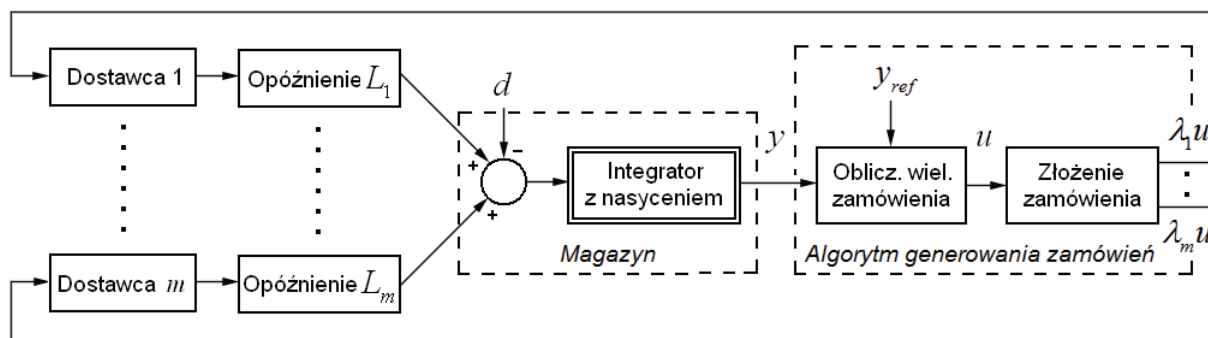 Dostawca 1
Opóźnienie L₁
d
y
y_ref
u
λ₁u
Integrator
z nasyceniem
Oblicz. wiel.
zamówienia
Złożenie
zamówienia
λₘu
Magazyn
Algorytm generowania zamówień
Dostawca m
Opóźnienie Lₘ